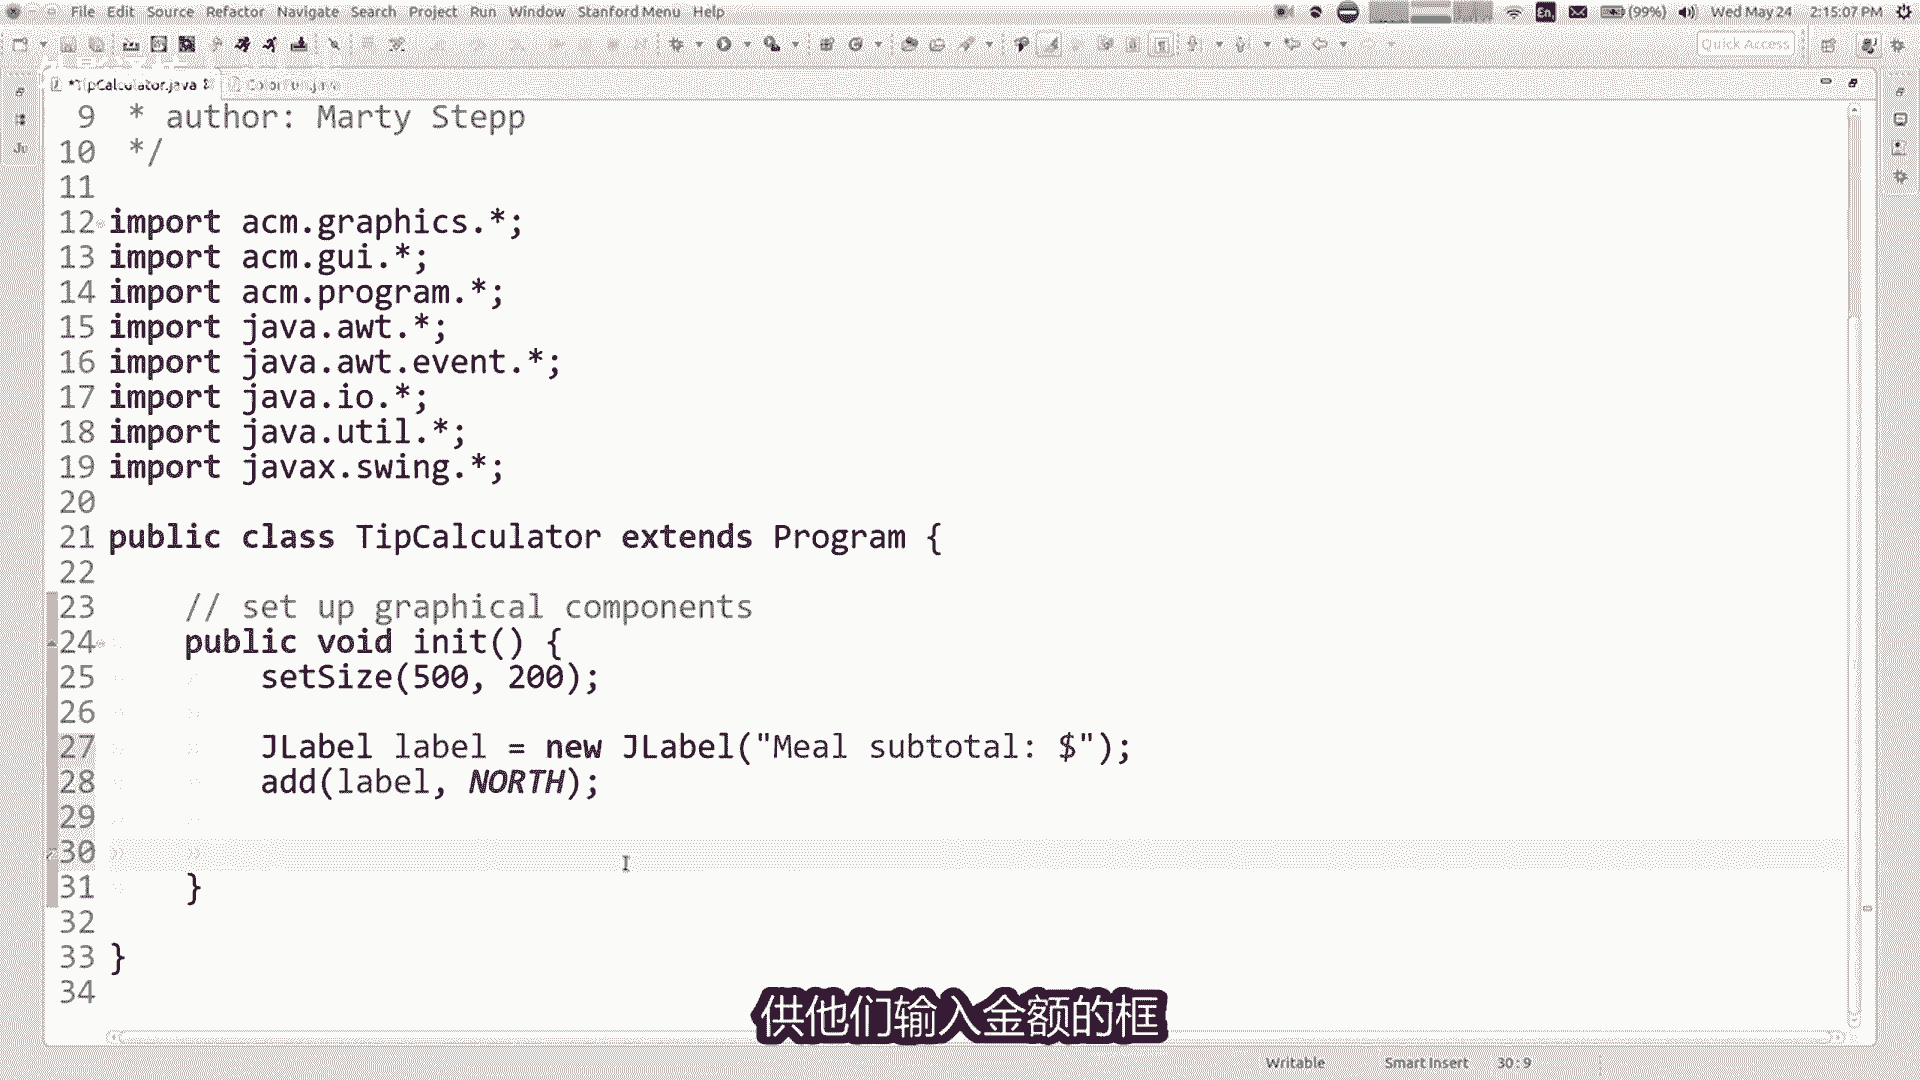 File Edit Source Refactor Navigate Search Project Run Window Stanford Menu Help
En (99%) Wed May 24 2:15:07 PM
Quick Access
*TipCalculator.java ColorFun.java
9 * author: Marty Stepp
10 */
11
12 import acm.graphics.*;
13 import acm.gui.*;
14 import acm.program.*;
15 import java.awt.*;
16 import java.awt.event.*;
17 import java.io.*;
18 import java.util.*;
19 import javax.swing.*;
20
21 public class TipCalculator extends Program {
22
23 // set up graphical components
24 public void init() {
25 setSize(500, 200);
26
27 JLabel label = new JLabel("Meal subtotal: $");
28 add(label, NORTH);
29
30
31 }
32
33 }
34
供他们输入金额的框
Writable Smart Insert 30 : 9